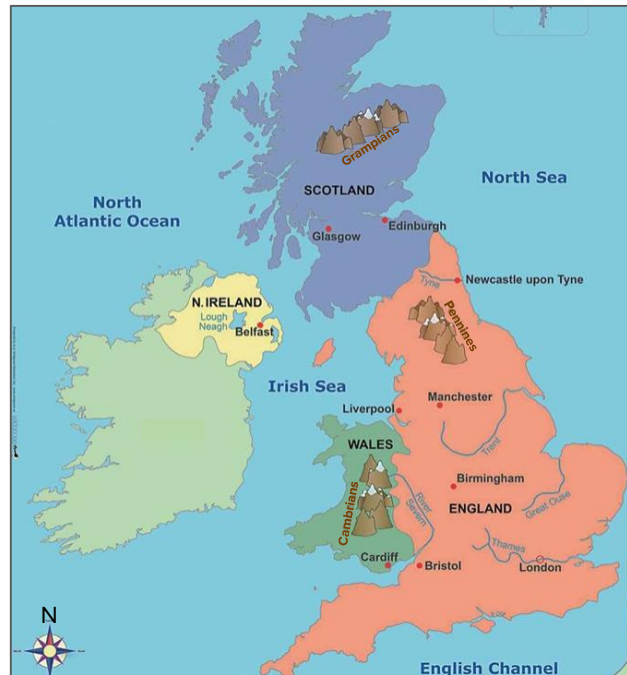 Grampians
North
Atlantic Ocean
SCOTLAND
North Sea
Glasgow
Edinburgh
Tyne
Newcastle upon Tyne
N.IRELAND
Lough
Neagh
Belfast
Pennines
Irish Sea
Liverpool
Manchester
WALES
Trent
Cambrians
River
Severn
Birmingham
ENGLAND
Great Ouse
Thames
Cardiff
Bristol
London
N
English Channel